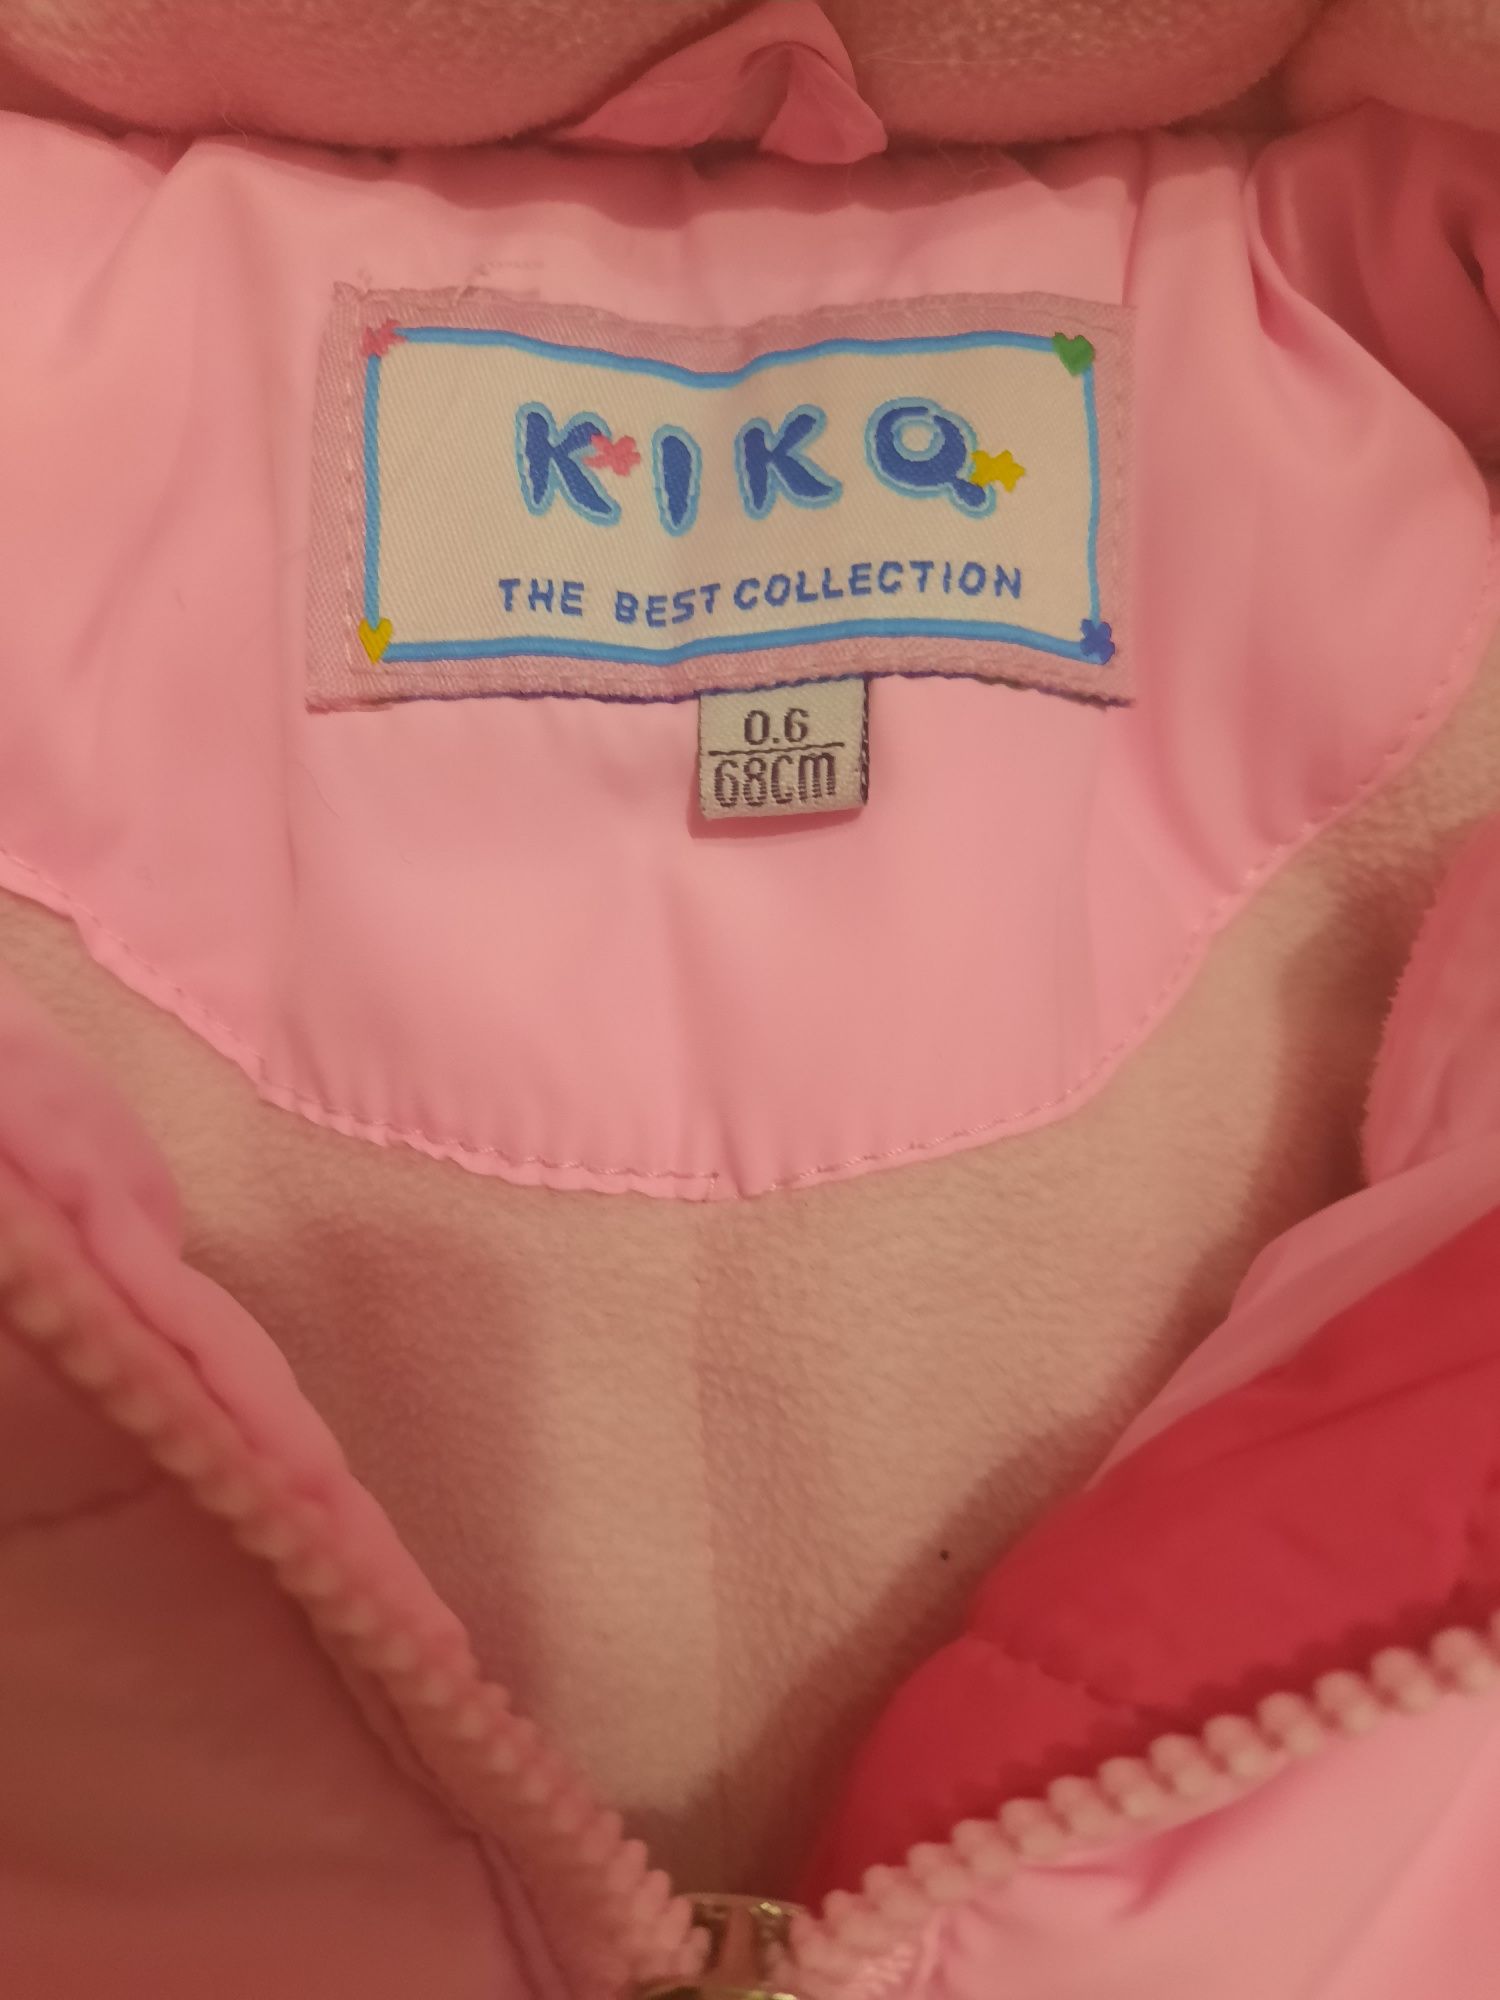 KIKO
THE BEST COLLECTION
0.6
68cm